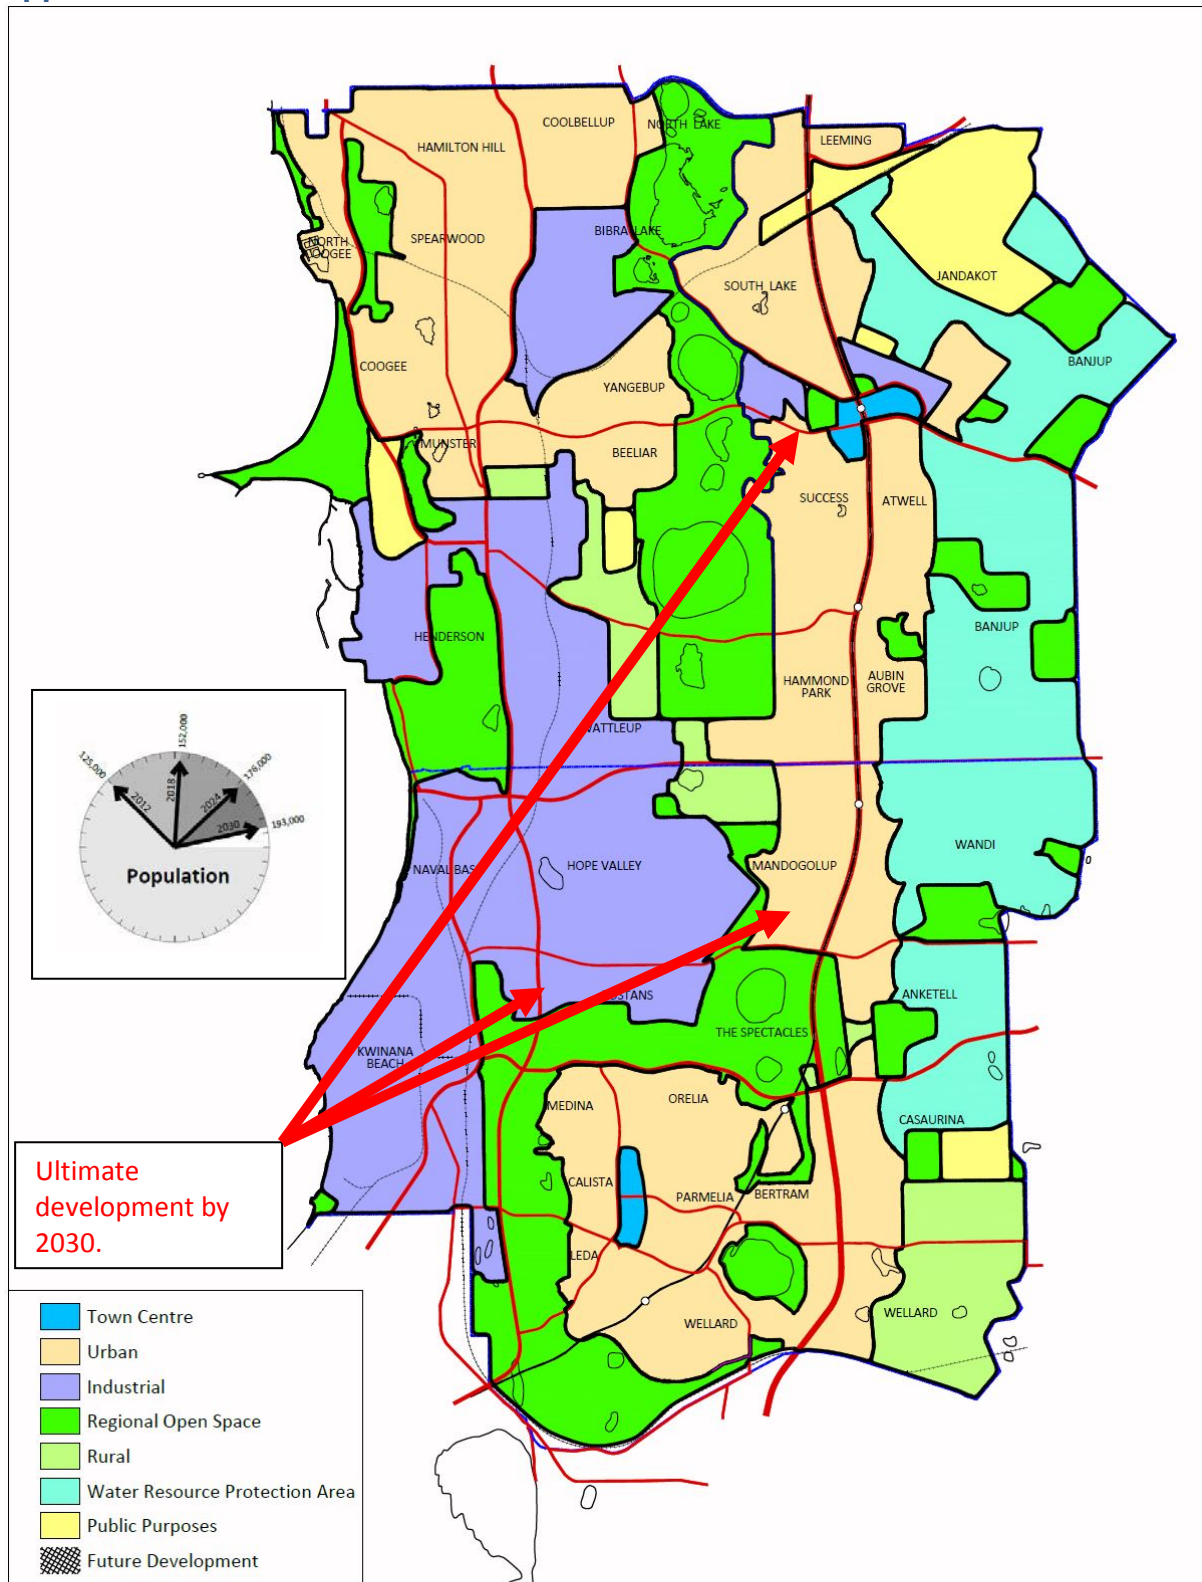 COOLBELLUP
NORTH LAKE
HAMILTON HILL
LEEMING
NORTH
COOGEE
SPEARWOOD
BIBRA LAKE
JANDAKOT
SOUTH LAKE
COOGEE
BANJUP
YANGEBUP
MUNSTER
BEELIAR
SUCCESS
ATWELL
HENDERSON
BANJUP
HAMMOND
PARK
AUBIN
GROVE
WATTLEUP
125,000
152,000
176,000
193,000
2012
2018
2024
2030
Population
NAVAL BASE
HOPE VALLEY
MANDOGOLUP
WANDI
ANKETELL
THE SPECTACLES
KWINANA
BEACH
MEDINA
ORELIA
CASAURINA
Ultimate
development by
2030.
CALISTA
PARMELIA
BERTRAM
LEDA
WELLARD
WELLARD
Town Centre
Urban
Industrial
Regional Open Space
Rural
Water Resource Protection Area
Public Purposes
Future Development